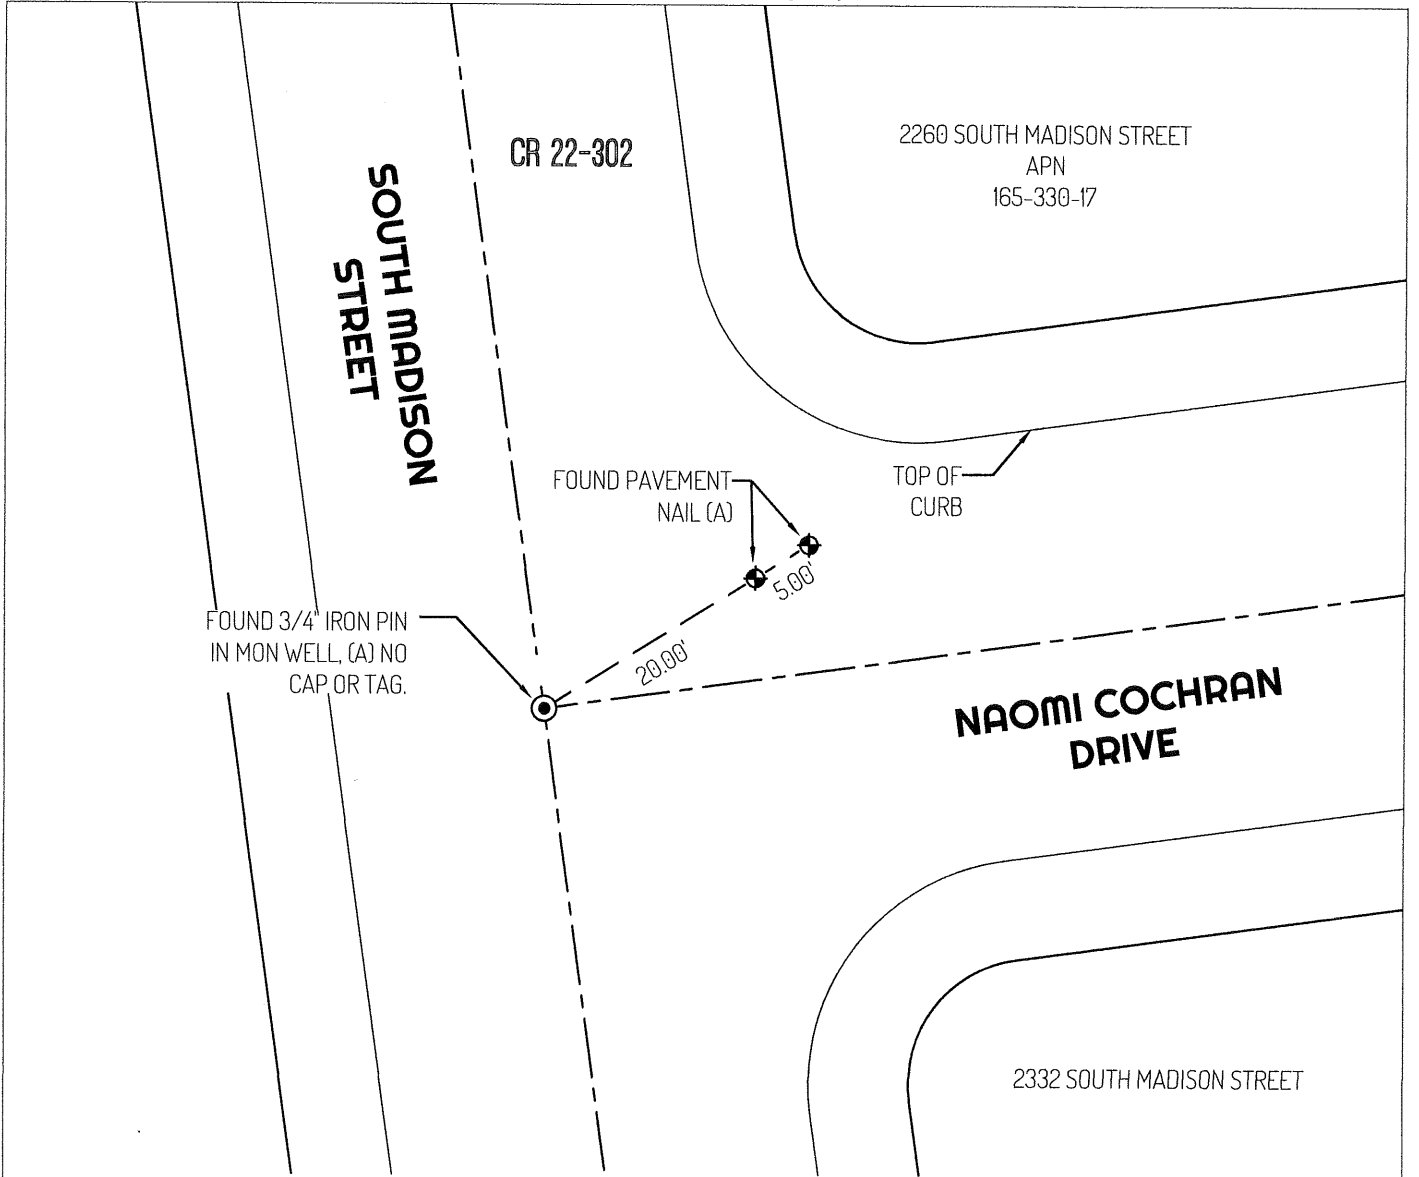 CR 22-302
2260 SOUTH MADISON STREET
APN
165-330-17
SOUTH MADISON
STREET
FOUND PAVEMENT
NAIL (A)
TOP OF
CURB
5.00'
20.00'
FOUND 3/4" IRON PIN
IN MON WELL, (A) NO
CAP OR TAG.
NAOMI COCHRAN
DRIVE
2332 SOUTH MADISON STREET